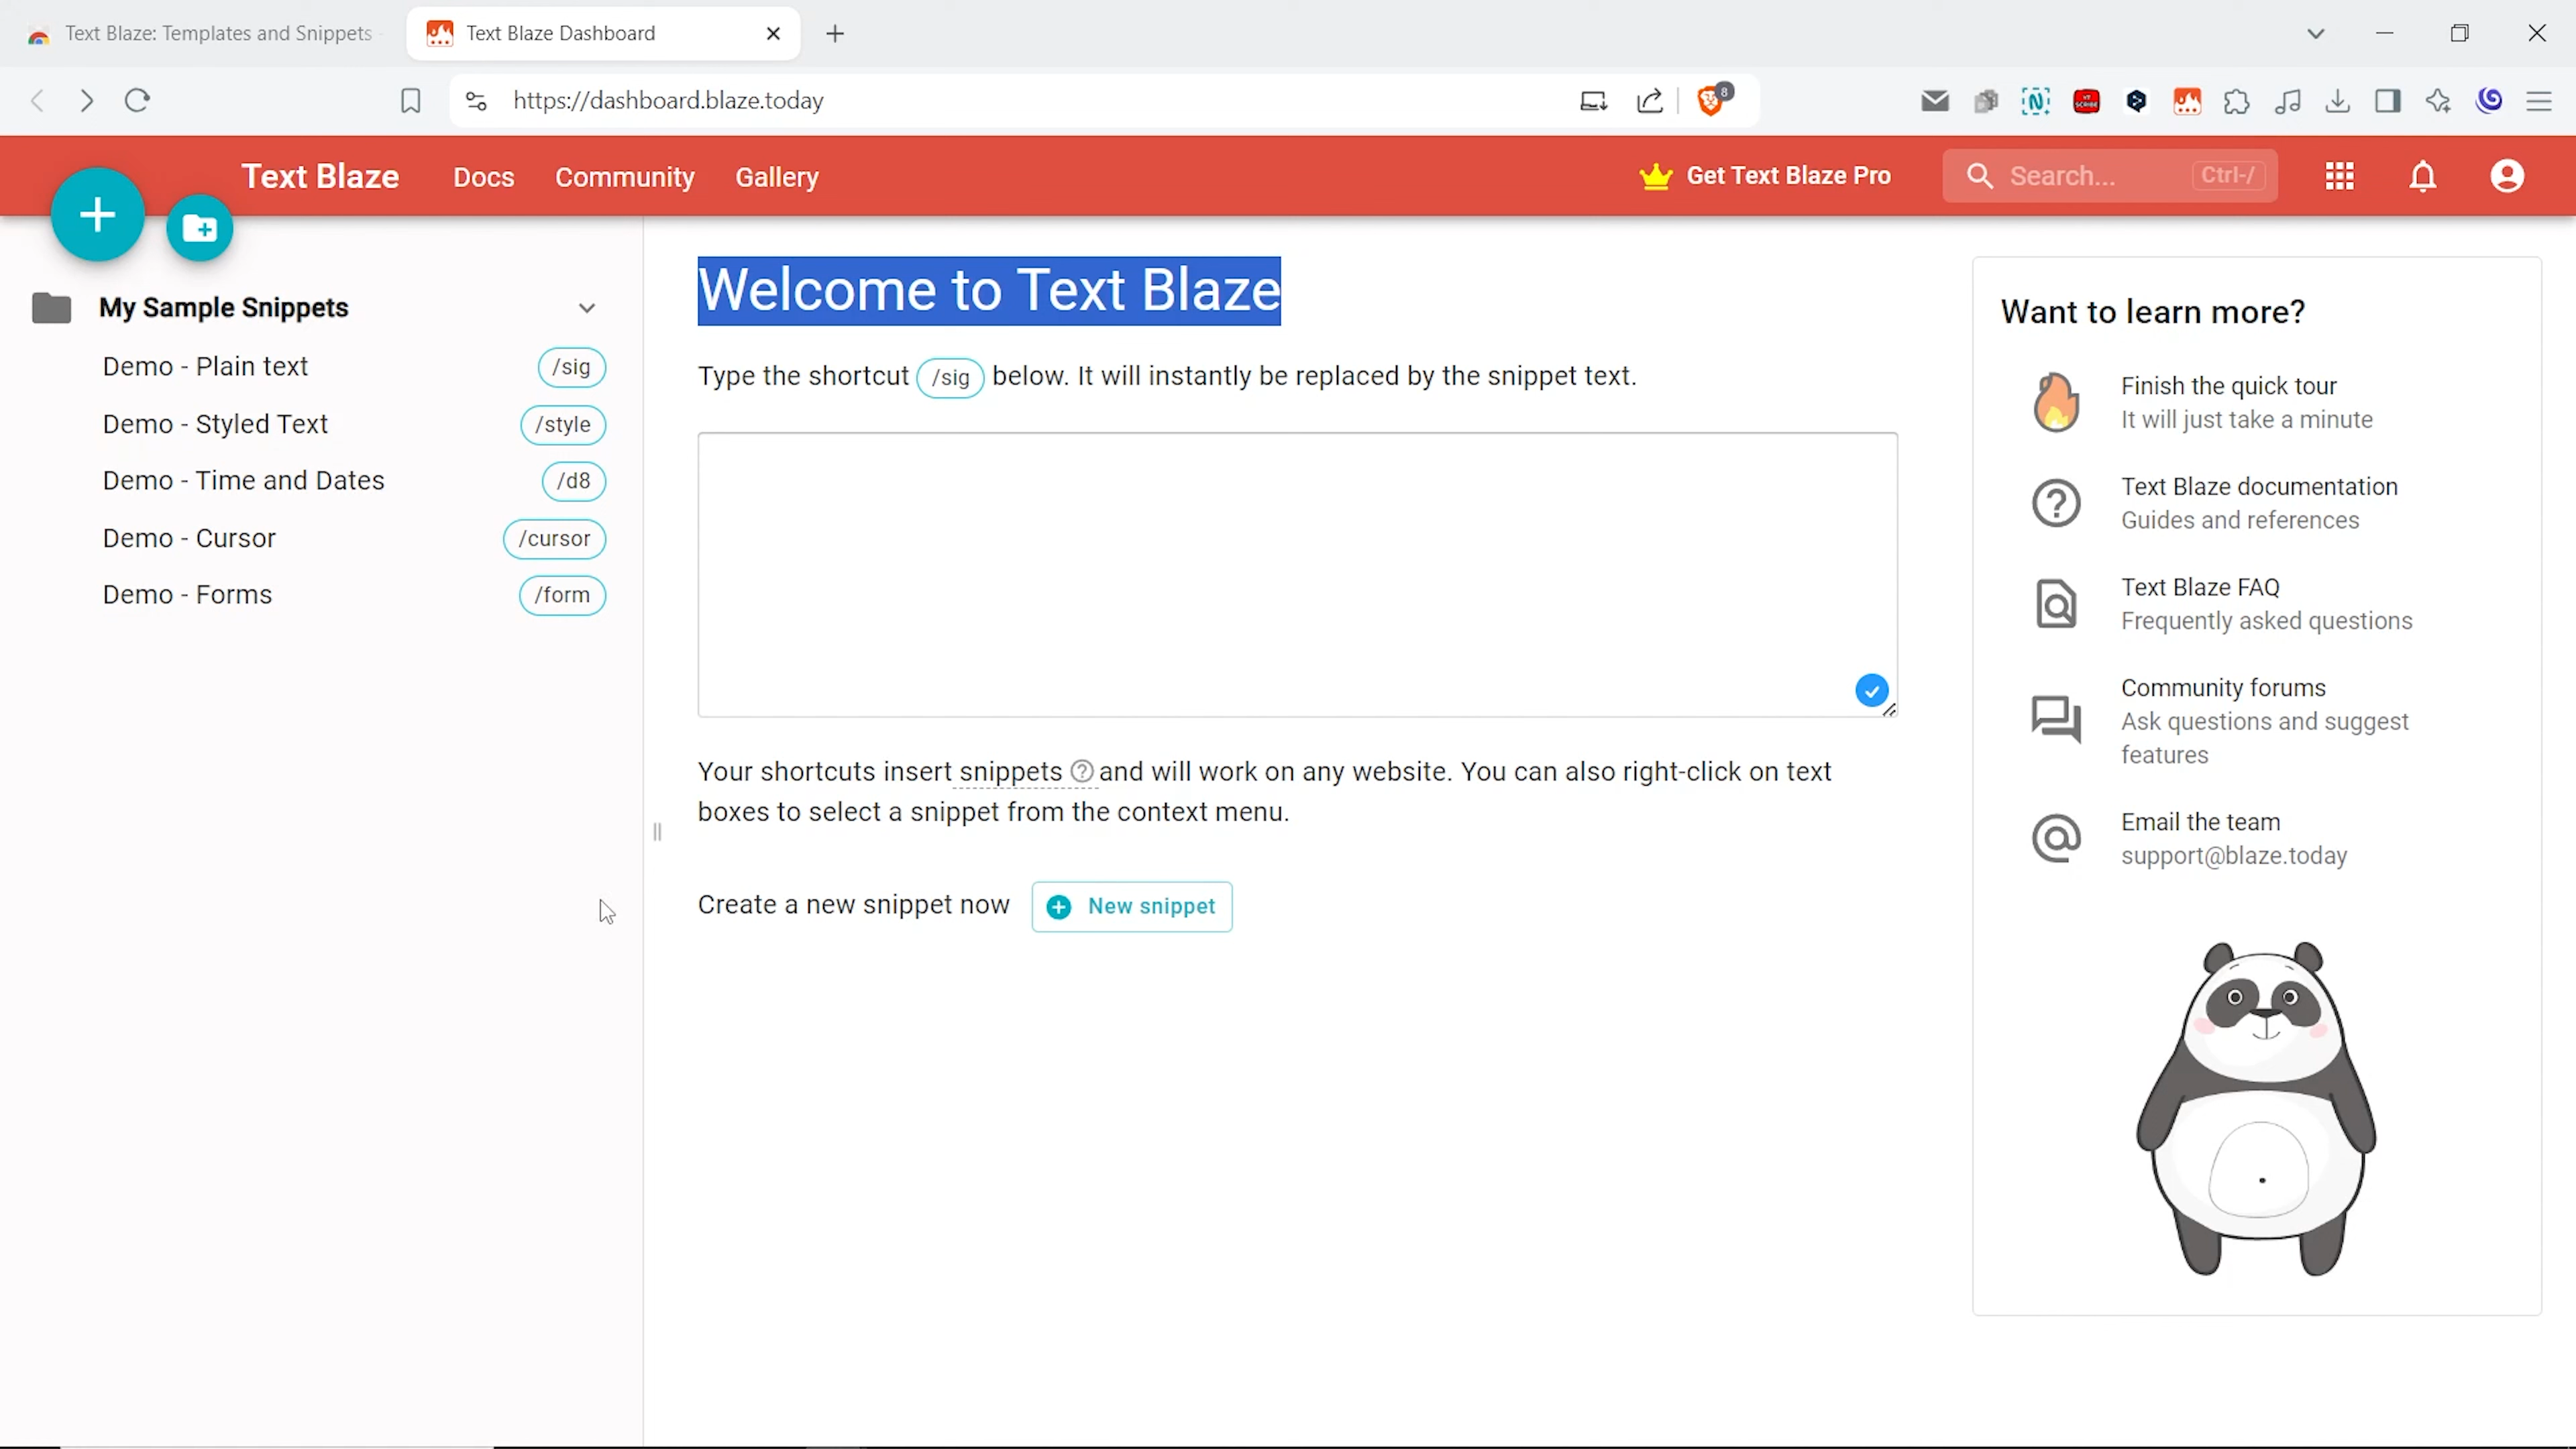 Text Blaze: Templates and Snippets
Text Blaze Dashboard
https://dashboard.blaze.today
8
Text Blaze
Docs
Community
Gallery
Get Text Blaze Pro
Search...
Ctrl-/
My Sample Snippets
Demo - Plain text
/sig
Demo - Styled Text
/style
Demo - Time and Dates
/d8
Demo - Cursor
/cursor
Demo - Forms
/form
Welcome to Text Blaze
Type the shortcut /sig below. It will instantly be replaced by the snippet text.
Your shortcuts insert snippets and will work on any website. You can also right-click on text
boxes to select a snippet from the context menu.
Create a new snippet now
New snippet
Want to learn more?
Finish the quick tour
It will just take a minute
Text Blaze documentation
Guides and references
Text Blaze FAQ
Frequently asked questions
Community forums
Ask questions and suggest
features
Email the team
support@blaze.today